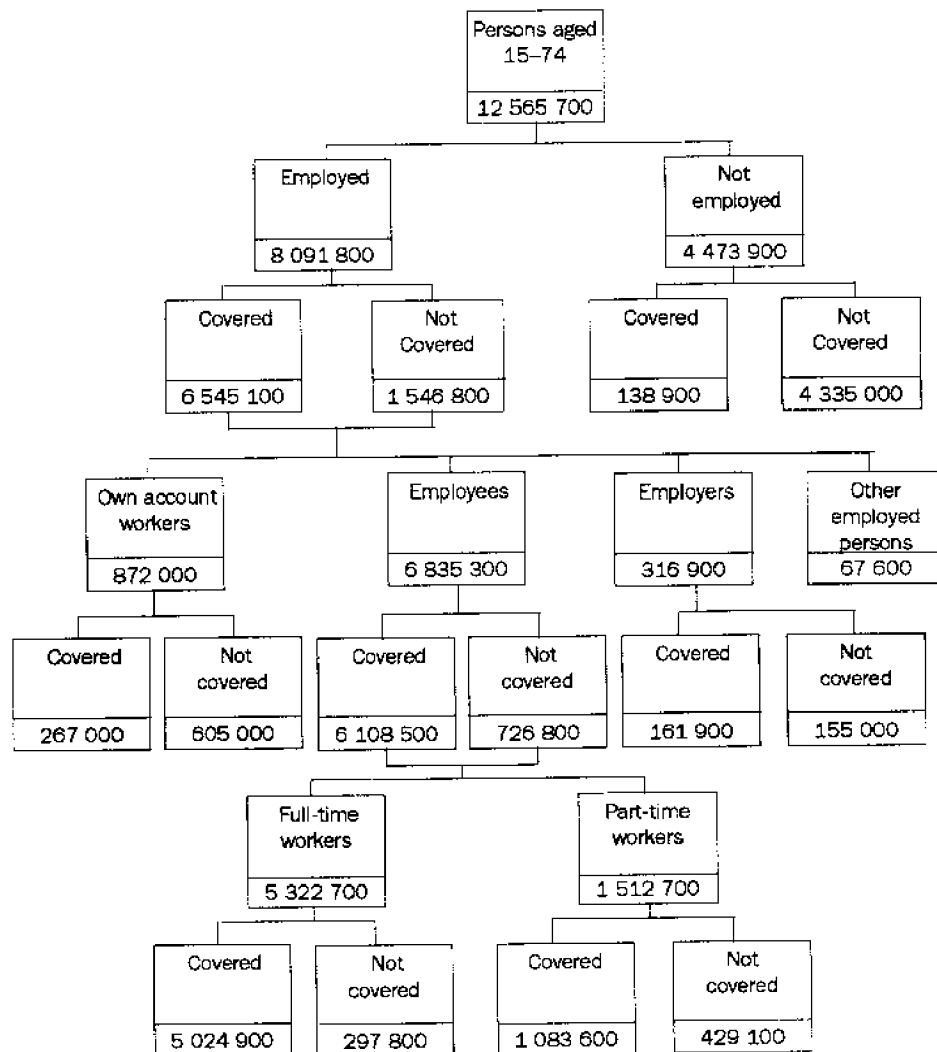 Persons aged
15–74
12 565 700
Employed
8 091 800
Not
employed
4 473 900
Covered
6 545 100
Not
Covered
1 546 800
Covered
138 900
Not
Covered
4 335 000
Own account
workers
872 000
Employees
6 835 300
Employers
316 900
Other
employed
persons
67 600
Covered
267 000
Not
covered
605 000
Covered
6 108 500
Not
covered
726 800
Covered
161 900
Not
covered
155 000
Full-time
workers
5 322 700
Part-time
workers
1 512 700
Covered
5 024 900
Not
covered
297 800
Covered
1 083 600
Not
covered
429 100